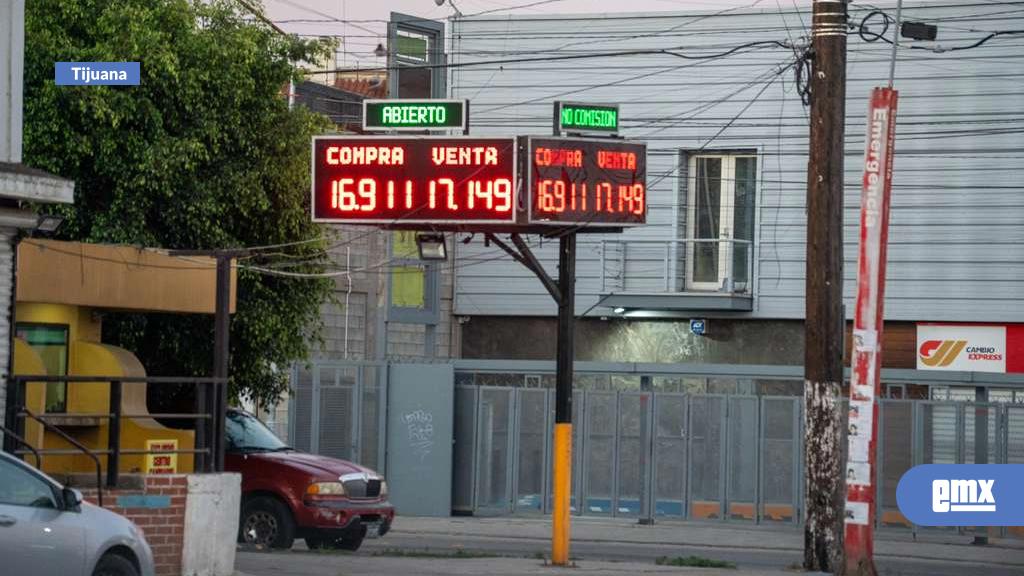 Tijuana
ABIERTO
NO COMISION
COMPRA VENTA
16.911 17.149
COMPRA VENTA
16.911 17.149
Emergencia
CAMBIO
EXPRESS
ADT
emx